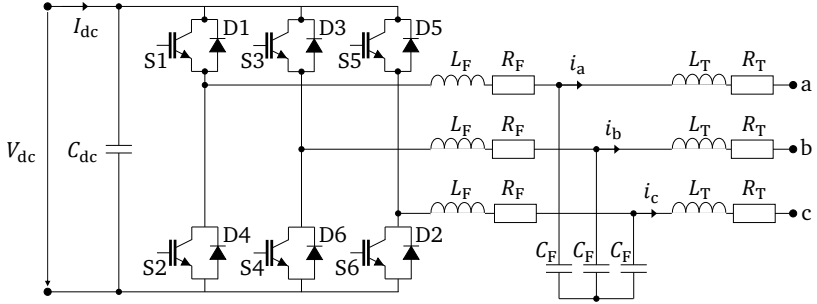 I_dc
D1 D3 D5
S1 S3 S5
L_F R_F i_a L_T R_T a
V_dc C_dc
L_F R_F i_b L_T R_T b
L_F R_F i_c L_T R_T c
D4 D6 D2
C_F C_F C_F
S2 S4 S6